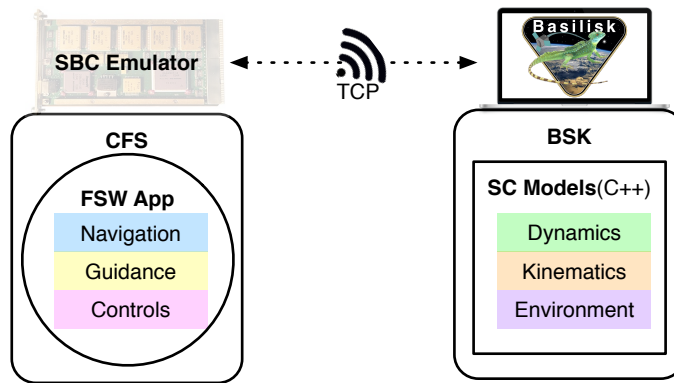 Basilisk
SBC Emulator
TCP
CFS
BSK
FSW App
SC Models(C++)
Navigation
Dynamics
Guidance
Kinematics
Controls
Environment